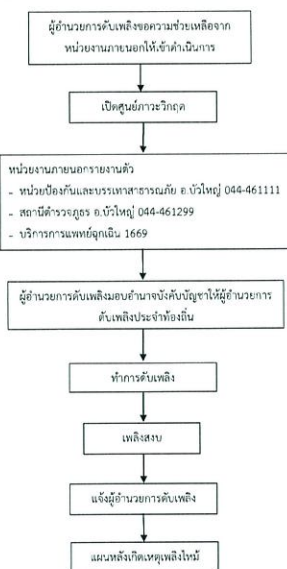 ผู้อำนวยการดับเพลิงขอความช่วยเหลือจาก
หน่วยงานภายนอกให้เข้าดำเนินการ
เปิดศูนย์ภาวะวิกฤต
หน่วยงานภายนอกรายงานตัว
- หน่วยป้องกันและบรรเทาสาธารณภัย อ.บัวใหญ่ 044-461111
- สถานีตำรวจภูธร อ.บัวใหญ่ 044-461299
- บริการการแพทย์ฉุกเฉิน 1669
ผู้อำนวยการดับเพลิงมอบอำนาจบังคับบัญชาให้ผู้อำนวยการ
ดับเพลิงประจำท้องถิ่น
ทำการดับเพลิง
เพลิงสงบ
แจ้งผู้อำนวยการดับเพลิง
แผนหลังเกิดเหตุเพลิงไหม้